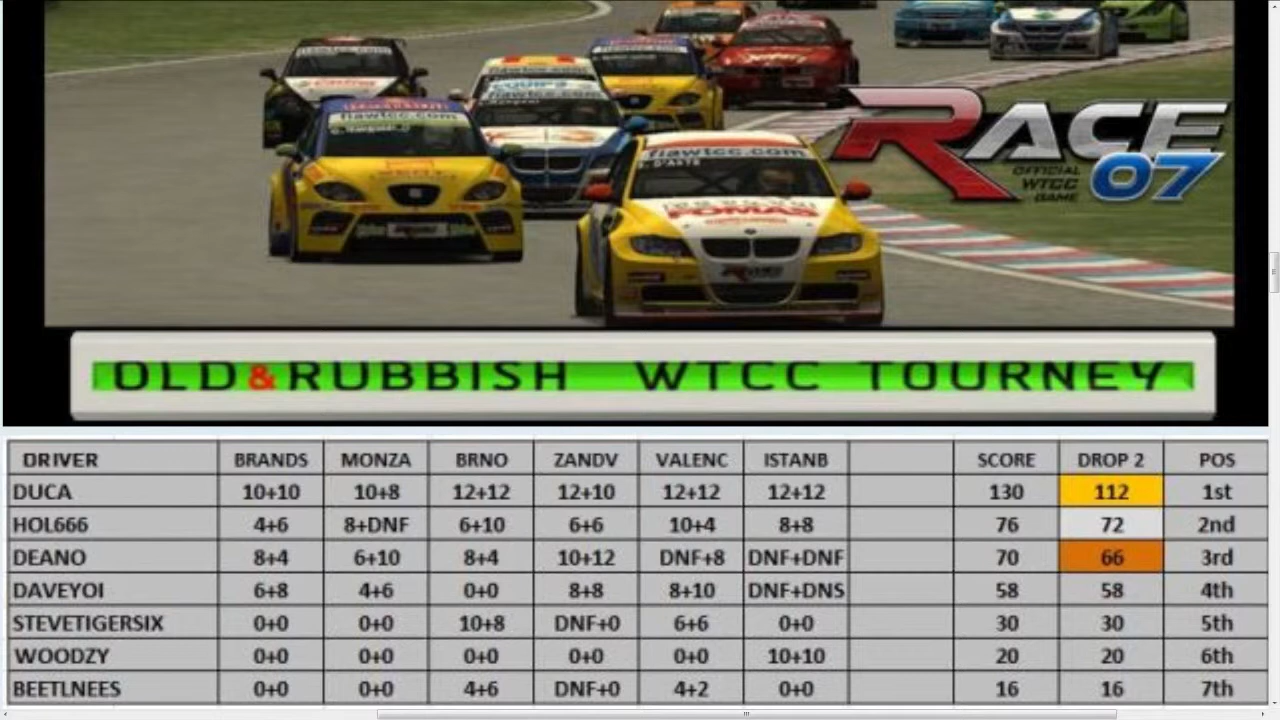 fiawtcc.com
fiawtcc.com
D'ASTE
POMAS
RACE
07
OFFICIAL
WTCC
GAME
OLD&RUBBISH WTCC TOURNEY
DRIVER BRANDS MONZA BRNO ZANDV VALENC ISTANB SCORE DROP 2 POS
DUCA 10+10 10+8 12+12 12+10 12+12 12+12 130 112 1st
HOL666 4+6 8+DNF 6+10 6+6 10+4 8+8 76 72 2nd
DEANO 8+4 6+10 8+4 10+12 DNF+8 DNF+DNF 70 66 3rd
DAVEYOI 6+8 4+6 0+0 8+8 8+10 DNF+DNS 58 58 4th
STEVETIGERSIX 0+0 0+0 10+8 DNF+0 6+6 0+0 30 30 5th
WOODZY 0+0 0+0 0+0 0+0 0+0 10+10 20 20 6th
BEETLNEES 0+0 0+0 4+6 DNF+0 4+2 0+0 16 16 7th